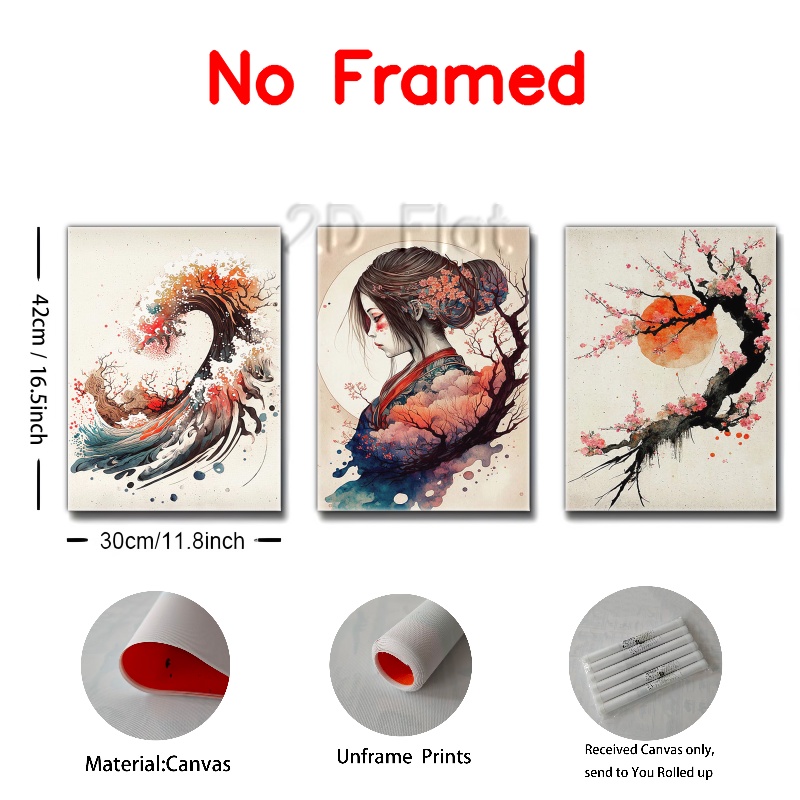 No Framed
2D Flat
42cm / 16.5inch
30cm/11.8inch
Material:Canvas
Unframe Prints
Received Canvas only,
send to You Rolled up